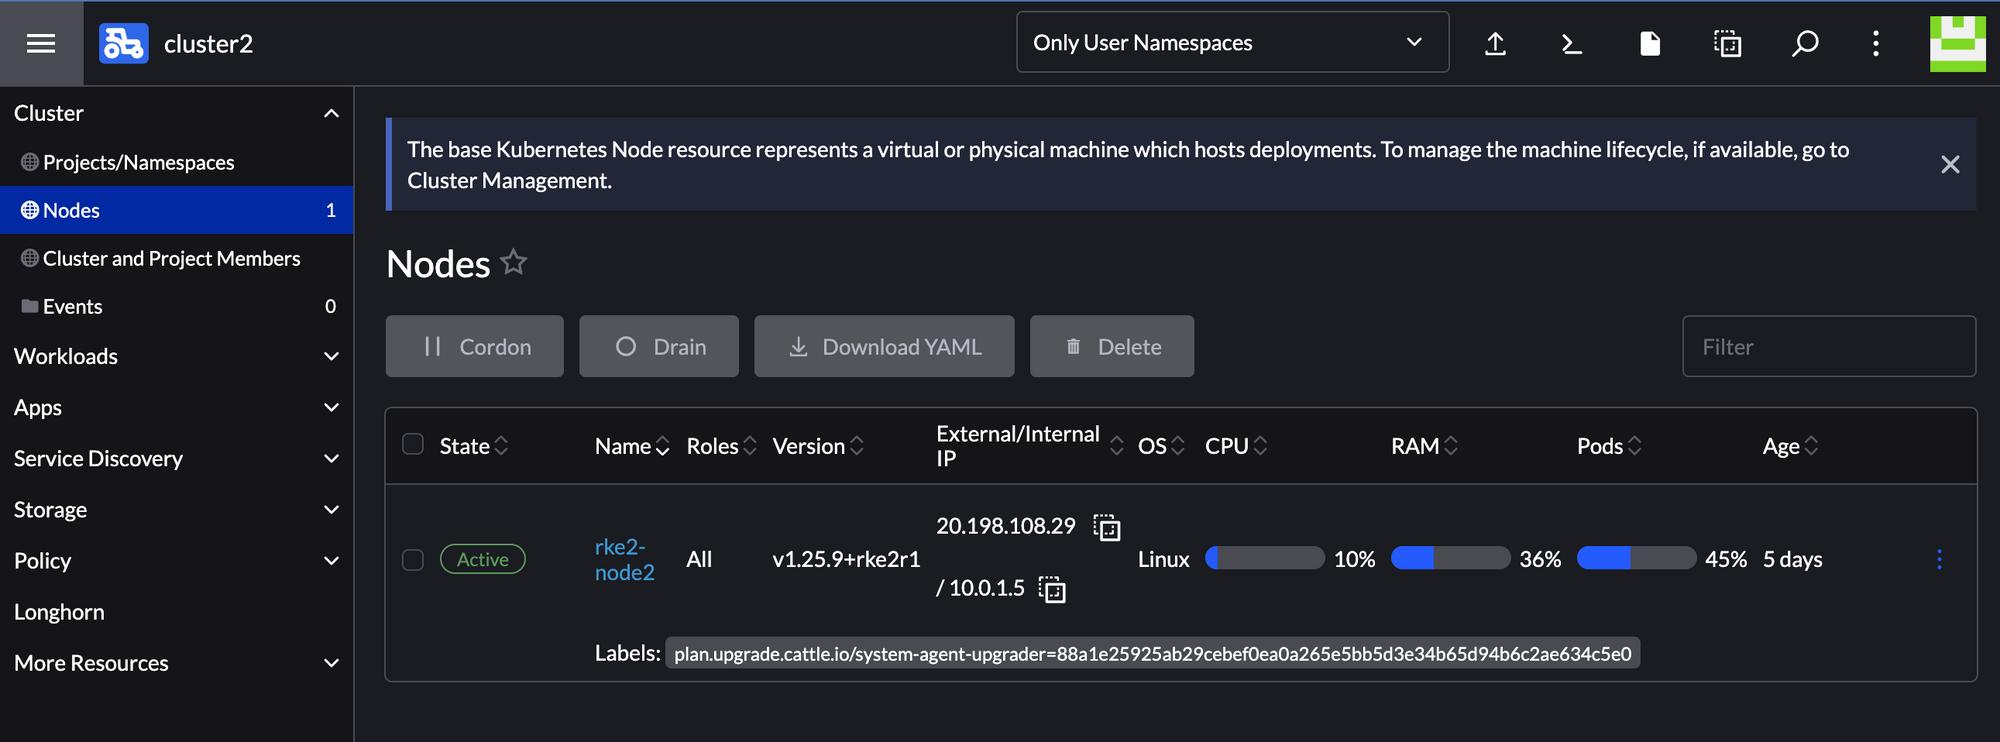 cluster2
Only User Namespaces
Cluster
Projects/Namespaces
Nodes 1
Cluster and Project Members
Events 0
Workloads
Apps
Service Discovery
Storage
Policy
Longhorn
More Resources
The base Kubernetes Node resource represents a virtual or physical machine which hosts deployments. To manage the machine lifecycle, if available, go to
Cluster Management.
Nodes
Cordon Drain Download YAML Delete Filter
State Name Roles Version External/Internal IP OS CPU RAM Pods Age
Active rke2-node2 All v1.25.9+rke2r1 20.198.108.29 / 10.0.1.5 Linux 10% 36% 45% 5 days
Labels: plan.upgrade.cattle.io/system-agent-upgrader=88a1e25925ab29cebef0ea0a265e5bb5d3e34b65d94b6c2ae634c5e0